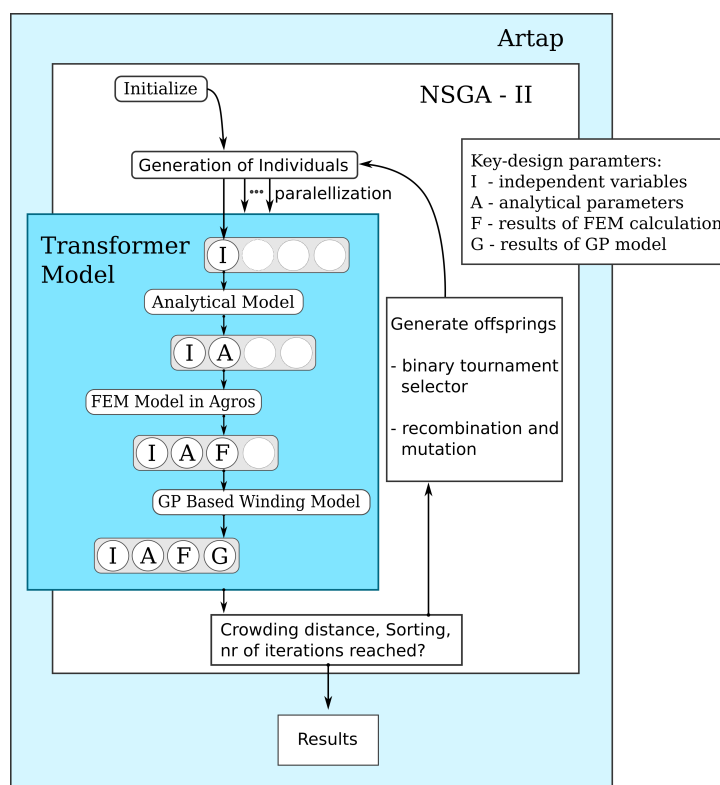 Artap
NSGA - II
Initialize
Generation of Individuals
... paralellization
Key-design paramters:
I - independent variables
A - analytical parameters
F - results of FEM calculation
G - results of GP model
Transformer
Model
I
Analytical Model
I A
FEM Model in Agros
I A F
GP Based Winding Model
I A F G
Generate offsprings
- binary tournament
selector
- recombination and
mutation
Crowding distance, Sorting,
nr of iterations reached?
Results